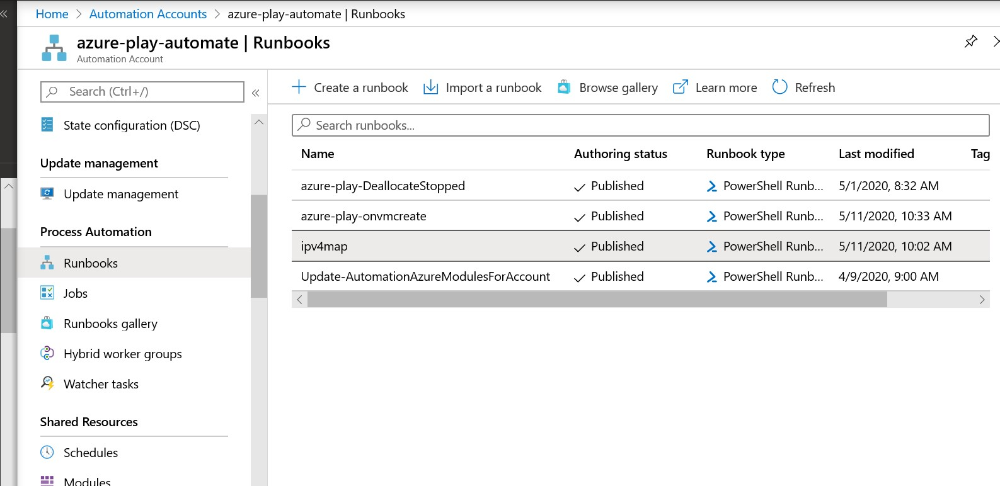 Home > Automation Accounts > azure-play-automate | Runbooks
azure-play-automate | Runbooks
Automation Account
Search (Ctrl+/)
State configuration (DSC)
Update management
Update management
Process Automation
Runbooks
Jobs
Runbooks gallery
Hybrid worker groups
Watcher tasks
Shared Resources
Schedules
Modules
Create a runbook Import a runbook Browse gallery Learn more Refresh
Search runbooks...
Name Authoring status Runbook type Last modified Tag
azure-play-DeallocateStopped Published PowerShell Runb... 5/1/2020, 8:32 AM
azure-play-onvmcreate Published PowerShell Runb... 5/11/2020, 10:33 AM
ipv4map Published PowerShell Runb... 5/11/2020, 10:02 AM
Update-AutomationAzureModulesForAccount Published PowerShell Runb... 4/9/2020, 9:00 AM